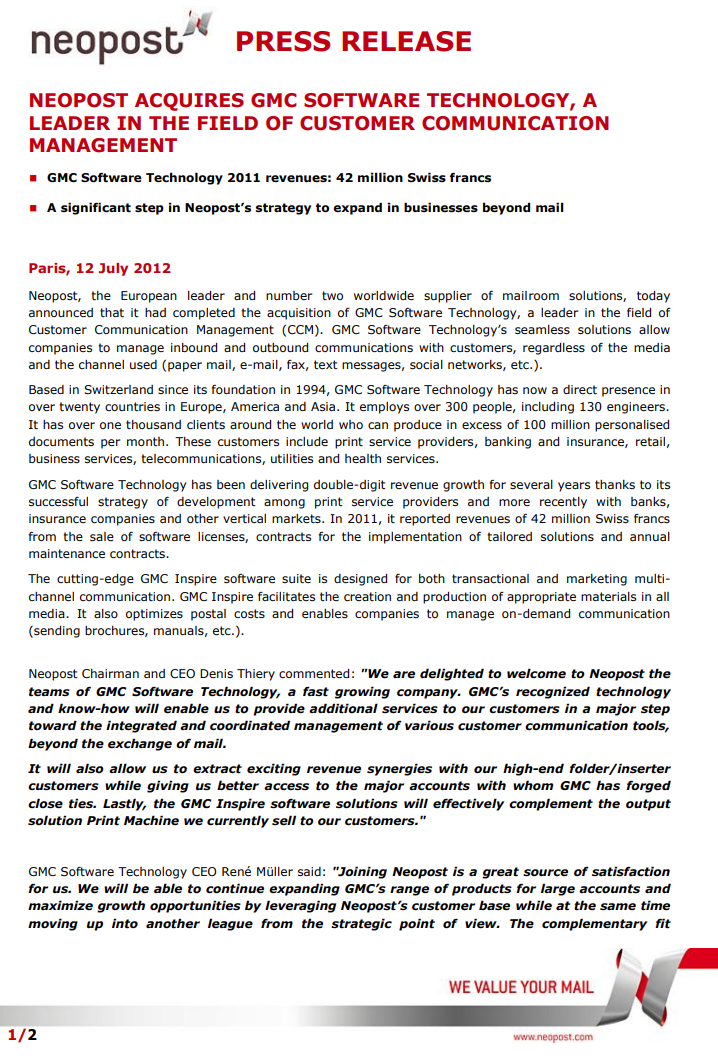 neopost PRESS RELEASE
NEOPOST ACQUIRES GMC SOFTWARE TECHNOLOGY, A
LEADER IN THE FIELD OF CUSTOMER COMMUNICATION
MANAGEMENT
■ GMC Software Technology 2011 revenues: 42 million Swiss francs
■ A significant step in Neopost’s strategy to expand in businesses beyond mail
Paris, 12 July 2012
Neopost, the European leader and number two worldwide supplier of mailroom solutions, today
announced that it had completed the acquisition of GMC Software Technology, a leader in the field of
Customer Communication Management (CCM). GMC Software Technology’s seamless solutions allow
companies to manage inbound and outbound communications with customers, regardless of the media
and the channel used (paper mail, e-mail, fax, text messages, social networks, etc.).
Based in Switzerland since its foundation in 1994, GMC Software Technology has now a direct presence in
over twenty countries in Europe, America and Asia. It employs over 300 people, including 130 engineers.
It has over one thousand clients around the world who can produce in excess of 100 million personalised
documents per month. These customers include print service providers, banking and insurance, retail,
business services, telecommunications, utilities and health services.
GMC Software Technology has been delivering double-digit revenue growth for several years thanks to its
successful strategy of development among print service providers and more recently with banks,
insurance companies and other vertical markets. In 2011, it reported revenues of 42 million Swiss francs
from the sale of software licenses, contracts for the implementation of tailored solutions and annual
maintenance contracts.
The cutting-edge GMC Inspire software suite is designed for both transactional and marketing multi-
channel communication. GMC Inspire facilitates the creation and production of appropriate materials in all
media. It also optimizes postal costs and enables companies to manage on-demand communication
(sending brochures, manuals, etc.).
Neopost Chairman and CEO Denis Thiery commented: "We are delighted to welcome to Neopost the
teams of GMC Software Technology, a fast growing company. GMC’s recognized technology
and know-how will enable us to provide additional services to our customers in a major step
toward the integrated and coordinated management of various customer communication tools,
beyond the exchange of mail.
It will also allow us to extract exciting revenue synergies with our high-end folder/inserter
customers while giving us better access to the major accounts with whom GMC has forged
close ties. Lastly, the GMC Inspire software solutions will effectively complement the output
solution Print Machine we currently sell to our customers."
GMC Software Technology CEO René Müller said: "Joining Neopost is a great source of satisfaction
for us. We will be able to continue expanding GMC’s range of products for large accounts and
maximize growth opportunities by leveraging Neopost’s customer base while at the same time
moving up into another league from the strategic point of view. The complementary fit
WE VALUE YOUR MAIL
1/2
www.neopost.com